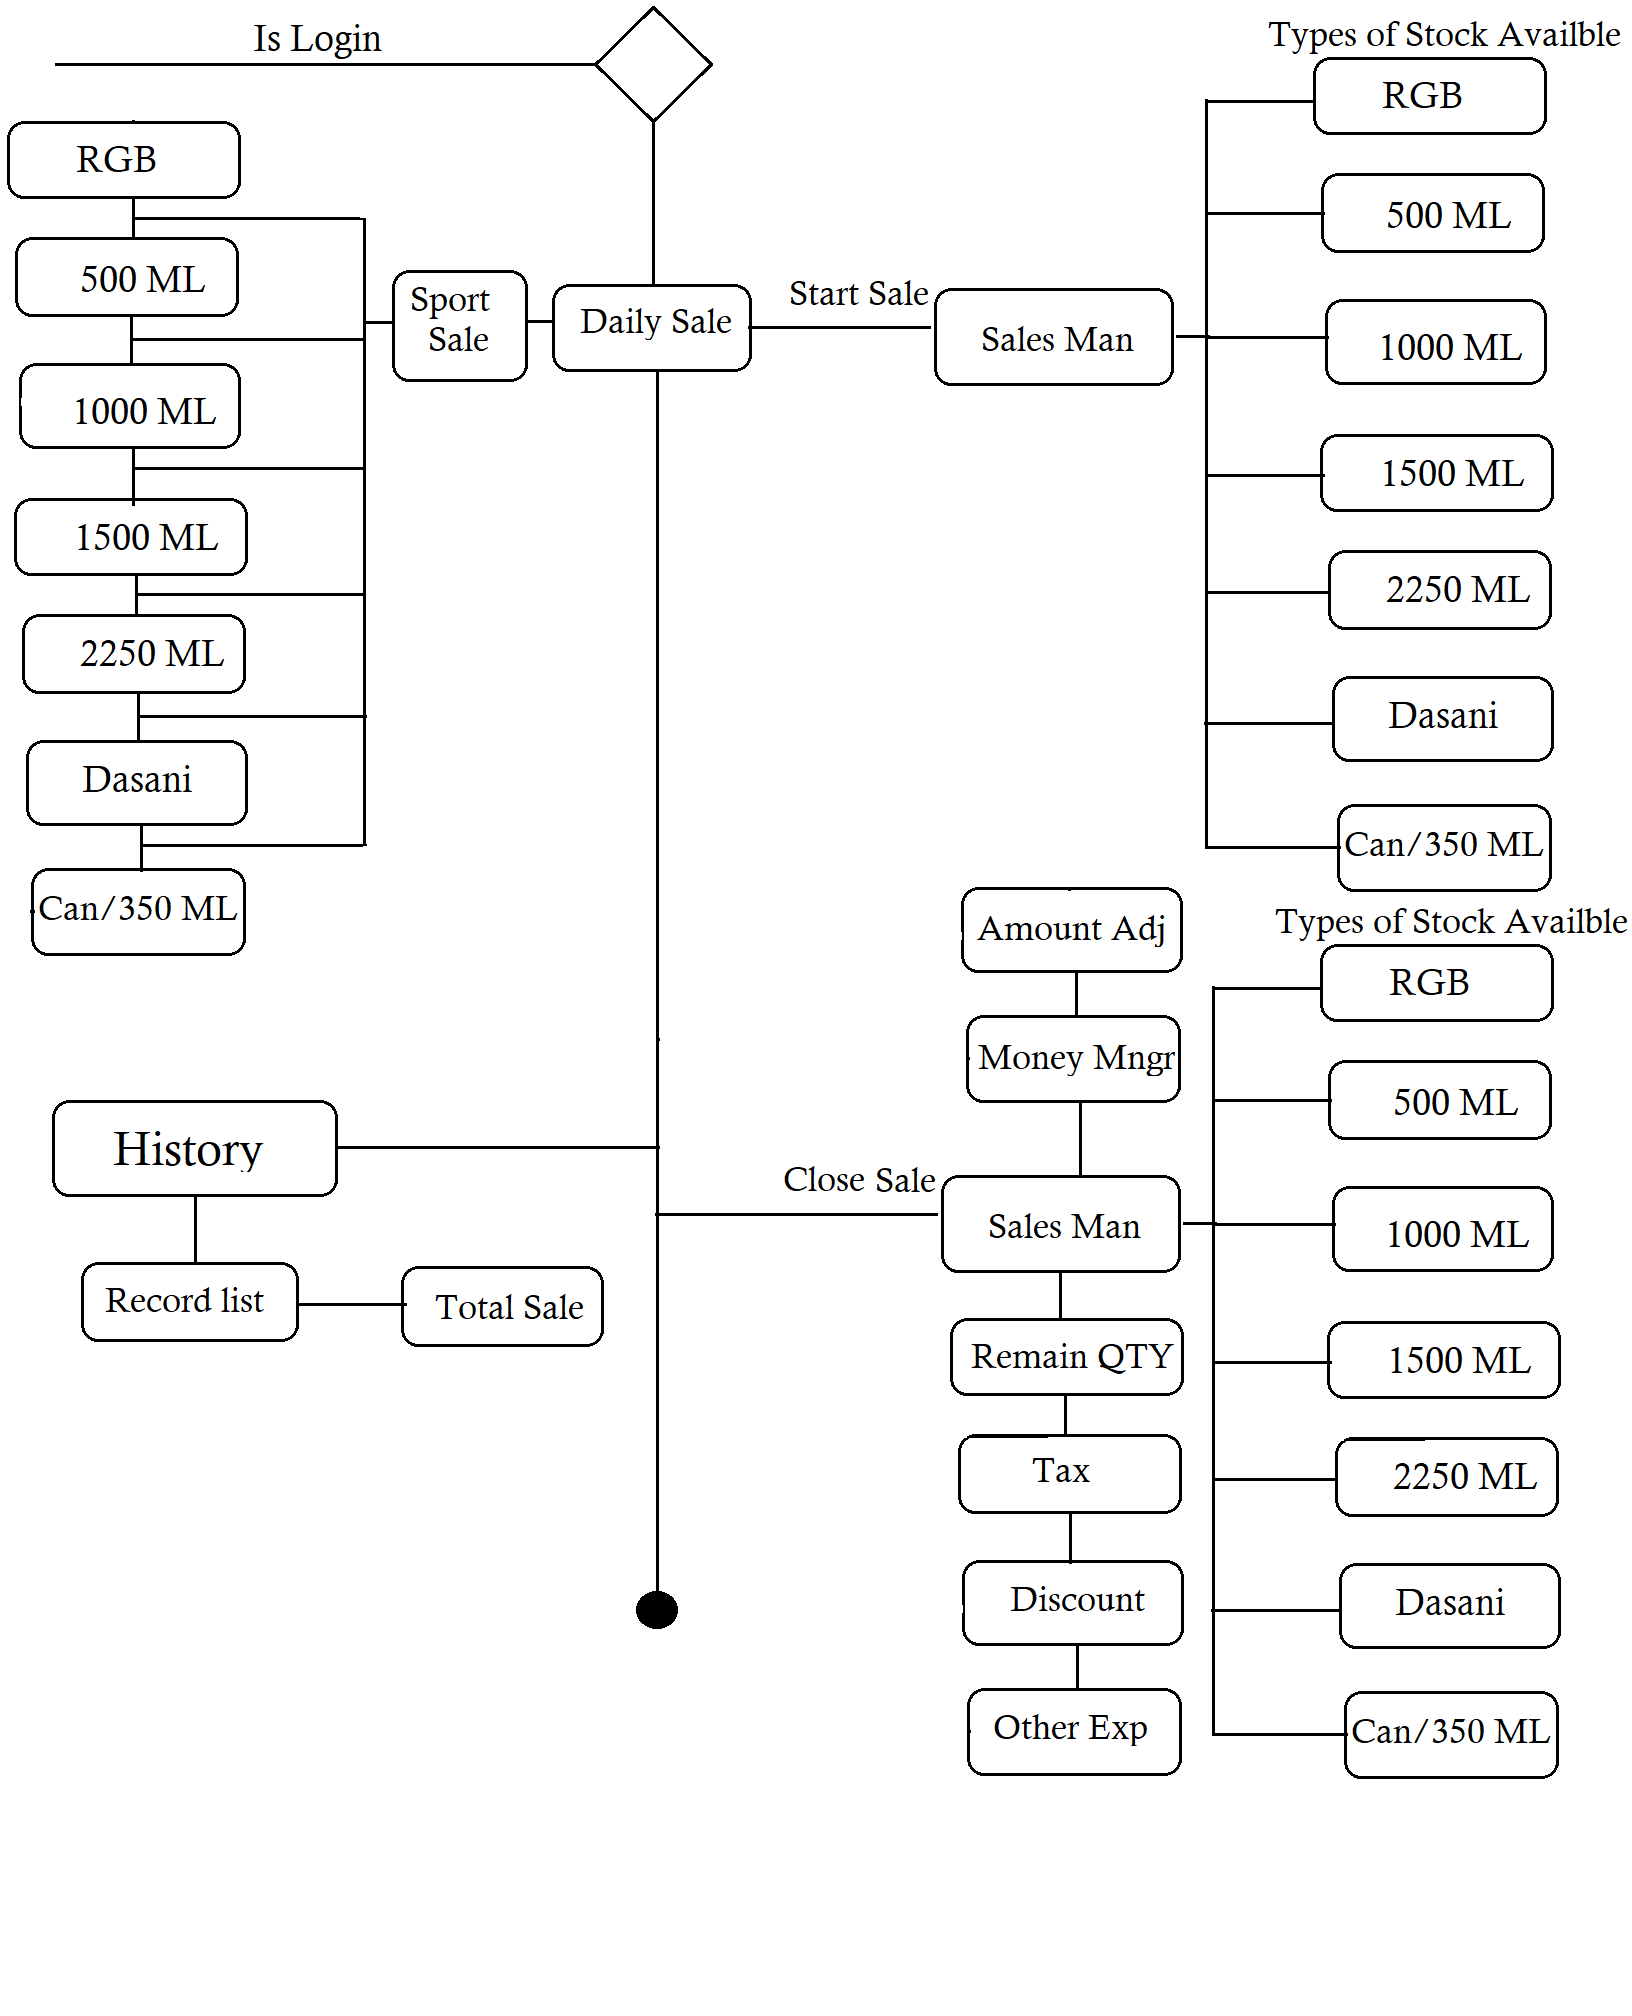 Is Login
Types of Stock Availble
RGB
500 ML
1000 ML
1500 ML
2250 ML
Dasani
Can/350 ML
Sport
Sale
Daily Sale
Start Sale
Sales Man
RGB
500 ML
1000 ML
1500 ML
2250 ML
Dasani
Can/350 ML
Types of Stock Availble
Amount Adj
Money Mngr
Close Sale
Sales Man
Remain QTY
Tax
Discount
Other Exp
RGB
500 ML
1000 ML
1500 ML
2250 ML
Dasani
Can/350 ML
History
Record list
Total Sale